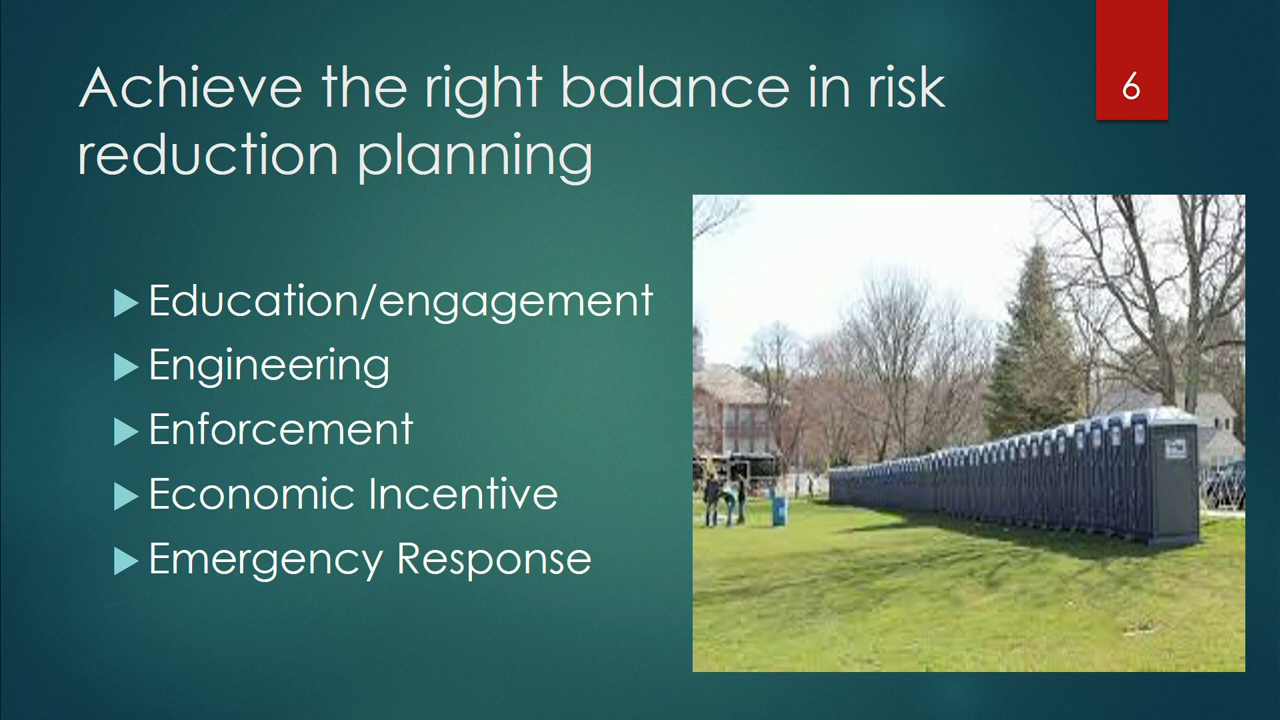 Achieve the right balance in risk
reduction planning
6
Education/engagement
Engineering
Enforcement
Economic Incentive
Emergency Response